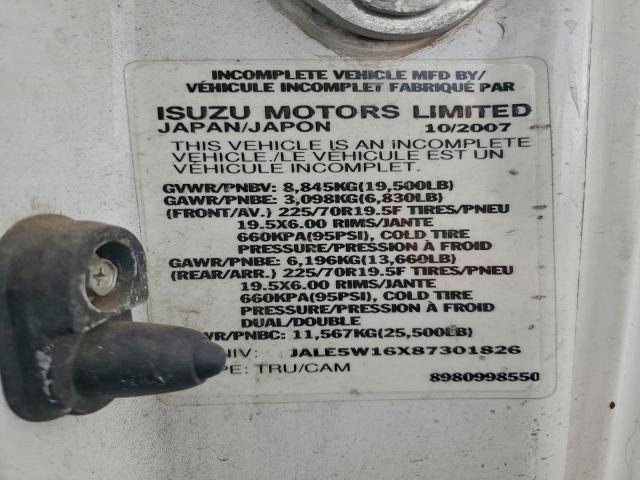 INCOMPLETE VEHICLE MFD BY/
VÉHICULE INCOMPLET FABRIQUÉ PAR
ISUZU MOTORS LIMITED
JAPAN/JAPON 10/2007
THIS VEHICLE IS AN INCOMPLETE
VEHICLE./LE VÉHICULE EST UN
VÉHICULE INCOMPLET.
GVWR/PNBV: 8,845KG(19,500LB)
GAWR/PNBE: 3,098KG(6,830LB)
(FRONT/AV.) 225/70R19.5F TIRES/PNEU
19.5X6.00 RIMS/JANTE
660KPA(95PSI), COLD TIRE
PRESSURE/PRESSION À FROID
GAWR/PNBE: 6,196KG(13,660LB)
(REAR/ARR.) 225/70R19.5F TIRES/PNEU
19.5X6.00 RIMS/JANTE
660KPA(95PSI), COLD TIRE
PRESSURE/PRESSION À FROID
DUAL/DOUBLE
WR/PNBC: 11,567KG(25,500LB)
NIV: JALE5W16X87301826
PE: TRU/CAM
8980998550